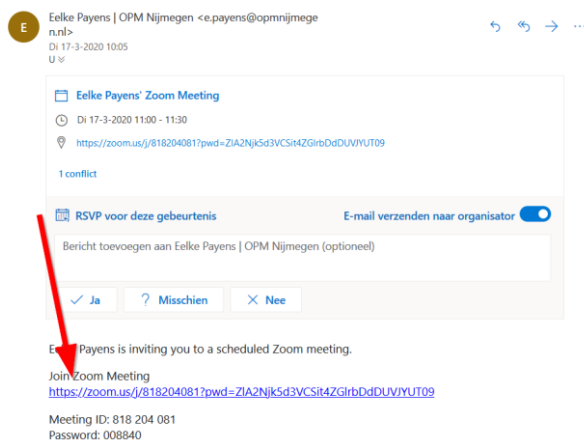 E
Eelke Payens | OPM Nijmegen <e.payens@opmnijmege
n.nl>
Di 17-3-2020 10:05
U
Eelke Payens' Zoom Meeting
Di 17-3-2020 11:00 - 11:30
https://zoom.us/j/818204081?pwd=ZlA2Njk5d3VCSit4ZGlrbDdDUVJYUT09
1 conflict
RSVP voor deze gebeurtenis E-mail verzenden naar organisator
Bericht toevoegen aan Eelke Payens | OPM Nijmegen (optioneel)
Ja ? Misschien Nee
Payens is inviting you to a scheduled Zoom meeting.
Join Zoom Meeting
https://zoom.us/j/818204081?pwd=ZlA2Njk5d3VCSit4ZGlrbDdDUVJYUT09
Meeting ID: 818 204 081
Password: 008840